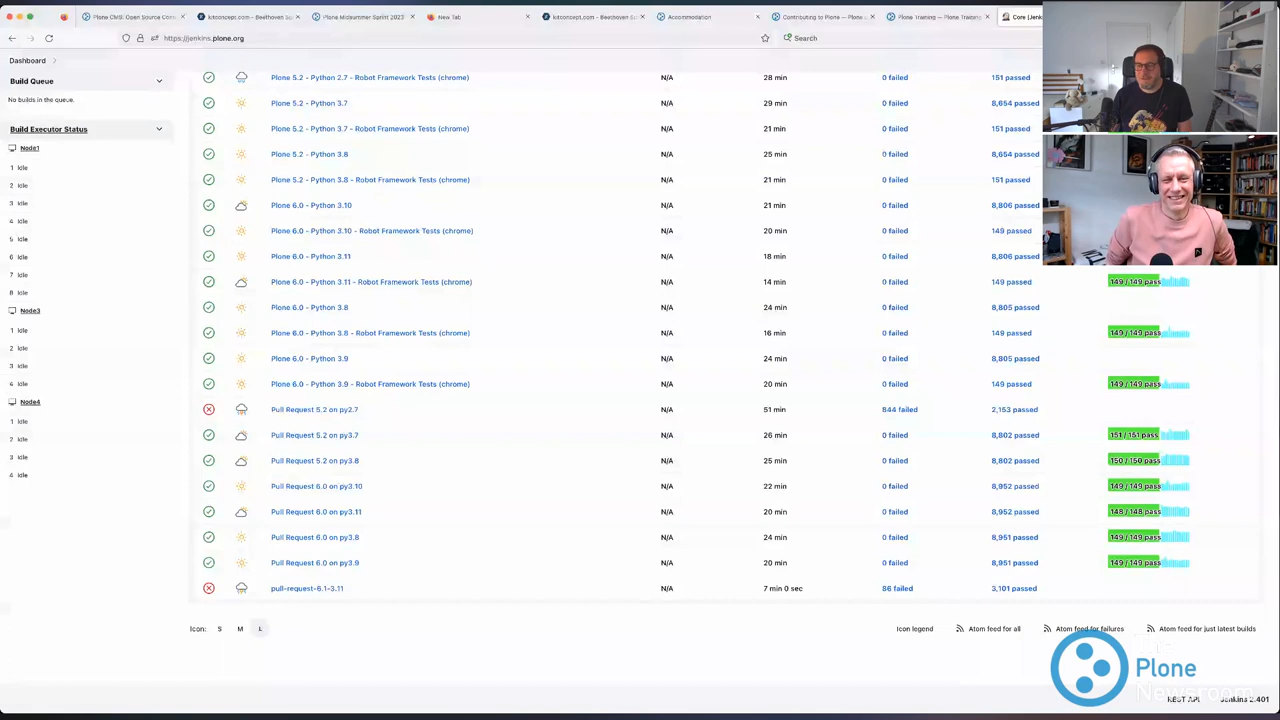 Plone CMS: Open Source Con
kitconcept.com - Beethoven Sp
Plone Midsummer Sprint 2023
New Tab
kitconcept.com - Beethoven Sp
Accommodation
Contributing to Plone — Plone
Plone Training — Plone Training
Core [Jenk
https://jenkins.plone.org
Search
Dashboard
Build Queue
No builds in the queue.
Build Executor Status
Node1
1 Idle
2 Idle
3 Idle
4 Idle
5 Idle
6 Idle
7 Idle
8 Idle
Node3
1 Idle
2 Idle
3 Idle
4 Idle
Node4
1 Idle
2 Idle
3 Idle
4 Idle
Plone 5.2 - Python 2.7 - Robot Framework Tests (chrome) N/A 28 min 0 failed 151 passed
Plone 5.2 - Python 3.7 N/A 29 min 0 failed 8,654 passed
Plone 5.2 - Python 3.7 - Robot Framework Tests (chrome) N/A 21 min 0 failed 151 passed
Plone 5.2 - Python 3.8 N/A 25 min 0 failed 8,654 passed
Plone 5.2 - Python 3.8 - Robot Framework Tests (chrome) N/A 21 min 0 failed 151 passed
Plone 6.0 - Python 3.10 N/A 21 min 0 failed 8,806 passed
Plone 6.0 - Python 3.10 - Robot Framework Tests (chrome) N/A 20 min 0 failed 149 passed
Plone 6.0 - Python 3.11 N/A 18 min 0 failed 8,806 passed
Plone 6.0 - Python 3.11 - Robot Framework Tests (chrome) N/A 14 min 0 failed 149 passed 149 / 149 pass
Plone 6.0 - Python 3.8 N/A 24 min 0 failed 8,805 passed
Plone 6.0 - Python 3.8 - Robot Framework Tests (chrome) N/A 16 min 0 failed 149 passed 149 / 149 pass
Plone 6.0 - Python 3.9 N/A 24 min 0 failed 8,805 passed
Plone 6.0 - Python 3.9 - Robot Framework Tests (chrome) N/A 20 min 0 failed 149 passed 149 / 149 pass
Pull Request 5.2 on py2.7 N/A 51 min 844 failed 2,153 passed
Pull Request 5.2 on py3.7 N/A 26 min 0 failed 8,802 passed 151 / 151 pass
Pull Request 5.2 on py3.8 N/A 25 min 0 failed 8,802 passed 150 / 150 pass
Pull Request 6.0 on py3.10 N/A 22 min 0 failed 8,952 passed 149 / 149 pass
Pull Request 6.0 on py3.11 N/A 20 min 0 failed 8,952 passed 148 / 148 pass
Pull Request 6.0 on py3.8 N/A 24 min 0 failed 8,951 passed 149 / 149 pass
Pull Request 6.0 on py3.9 N/A 20 min 0 failed 8,951 passed 149 / 149 pass
pull-request-6.1-3.11 N/A 7 min 0 sec 86 failed 3,101 passed
Icon: S M L
Icon legend Atom feed for all Atom feed for failures Atom feed for just latest builds
Plone
Newsroom
REST API Jenkins 2.401